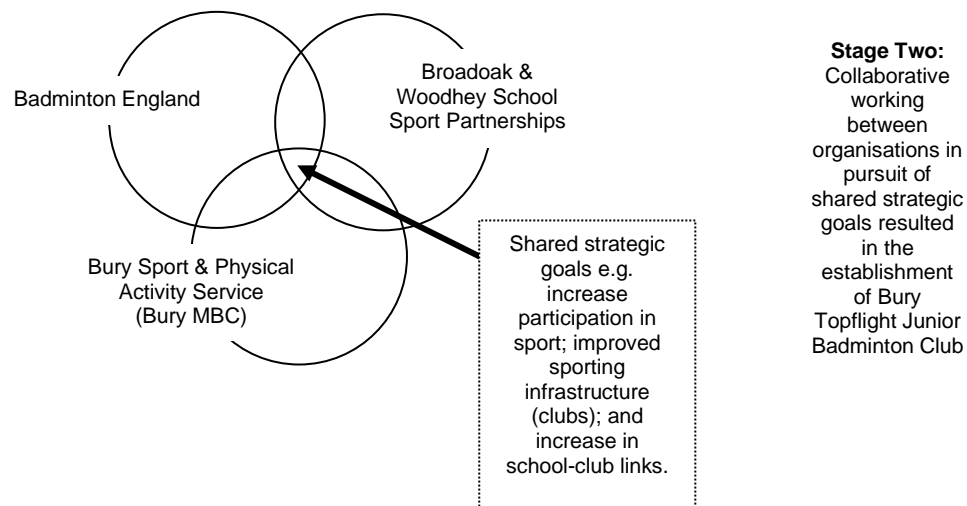 Badminton England
Broadoak &
Woodhey School
Sport Partnerships
Bury Sport & Physical
Activity Service
(Bury MBC)
Shared strategic
goals e.g.
increase
participation in
sport; improved
sporting
infrastructure
(clubs); and
increase in
school-club links.
Stage Two:
Collaborative
working
between
organisations in
pursuit of
shared strategic
goals resulted
in the
establishment
of Bury
Topflight Junior
Badminton Club